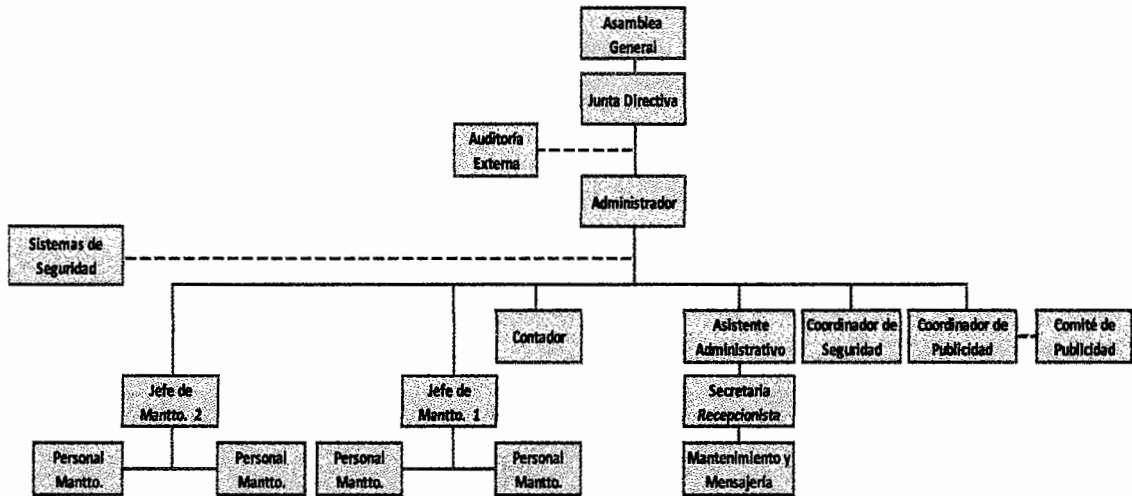 Asamblea
General
Junta Directiva
Auditoría
Externa
Administrador
Sistemas de
Seguridad
Contador
Asistente
Administrativo
Coordinador de
Seguridad
Coordinador de
Publicidad
Comité de
Publicidad
Jefe de
Mantto. 2
Jefe de
Mantto. 1
Secretaria
Recepcionista
Personal
Mantto.
Personal
Mantto.
Personal
Mantto.
Personal
Mantto.
Mantenimiento y
Mensajería